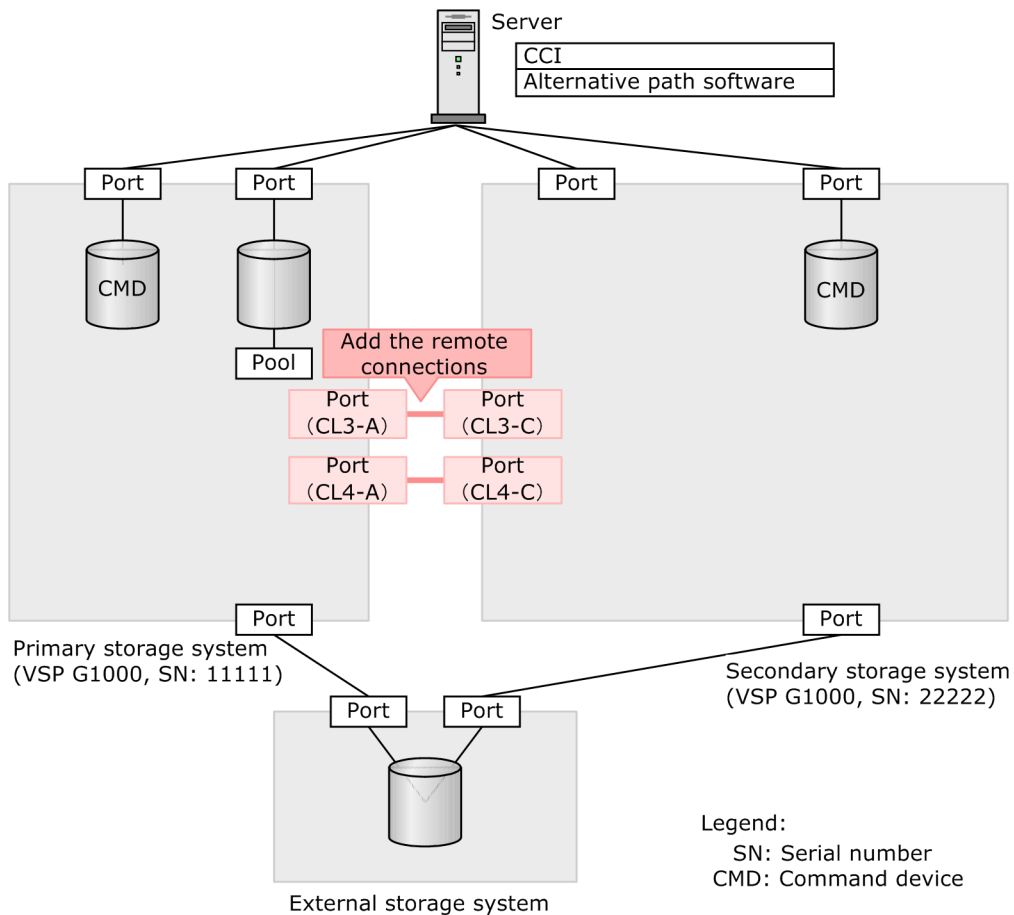 Server
CCI
Alternative path software
Port
Port
Port
Port
CMD
CMD
Pool
Add the remote
connections
Port
（CL3-A）
Port
（CL3-C）
Port
（CL4-A）
Port
（CL4-C）
Port
Port
Primary storage system
(VSP G1000, SN: 11111)
Secondary storage system
(VSP G1000, SN: 22222)
Port
Port
Legend:
SN: Serial number
CMD: Command device
External storage system